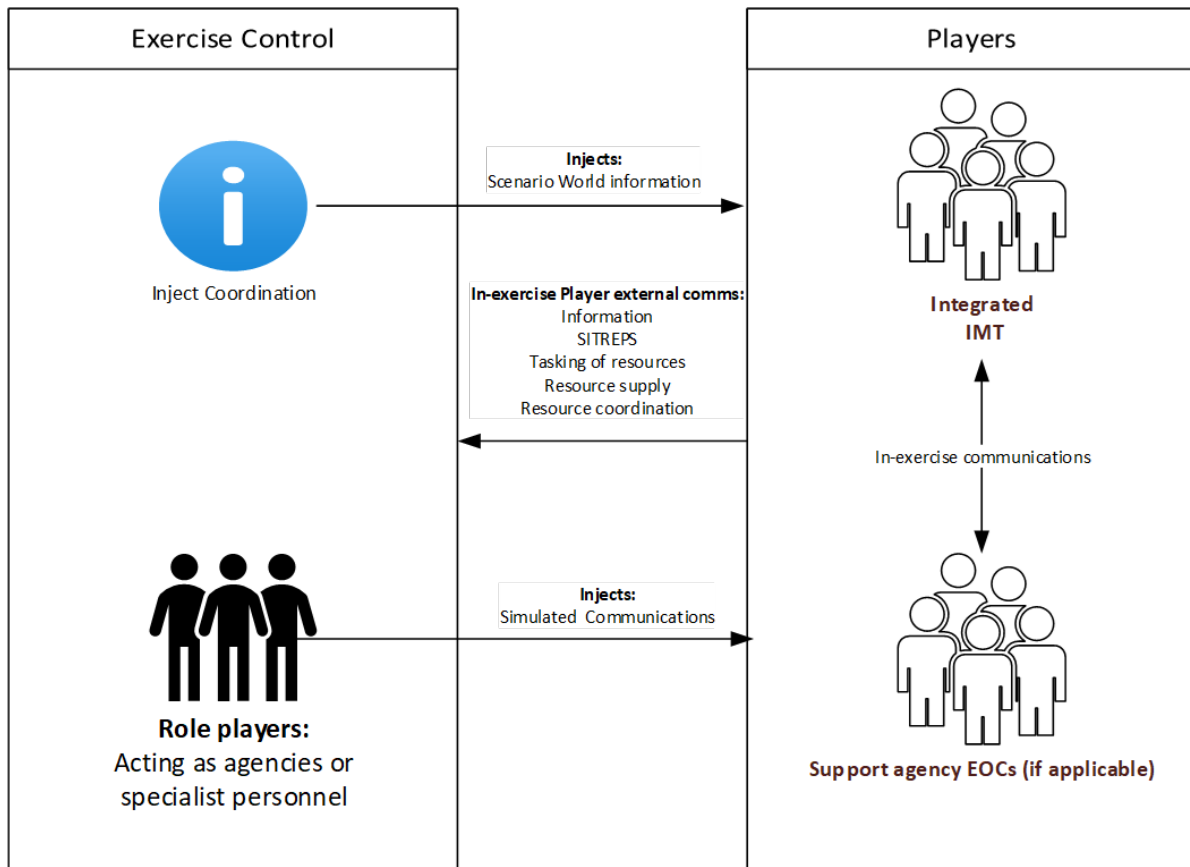 Exercise Control
Players
Injects:
Scenario World information
Inject Coordination
In-exercise Player external comms:
Information
SITREPS
Tasking of resources
Resource supply
Resource coordination
Integrated
IMT
In-exercise communications
Injects:
Simulated Communications
Role players:
Acting as agencies or
specialist personnel
Support agency EOCs (if applicable)